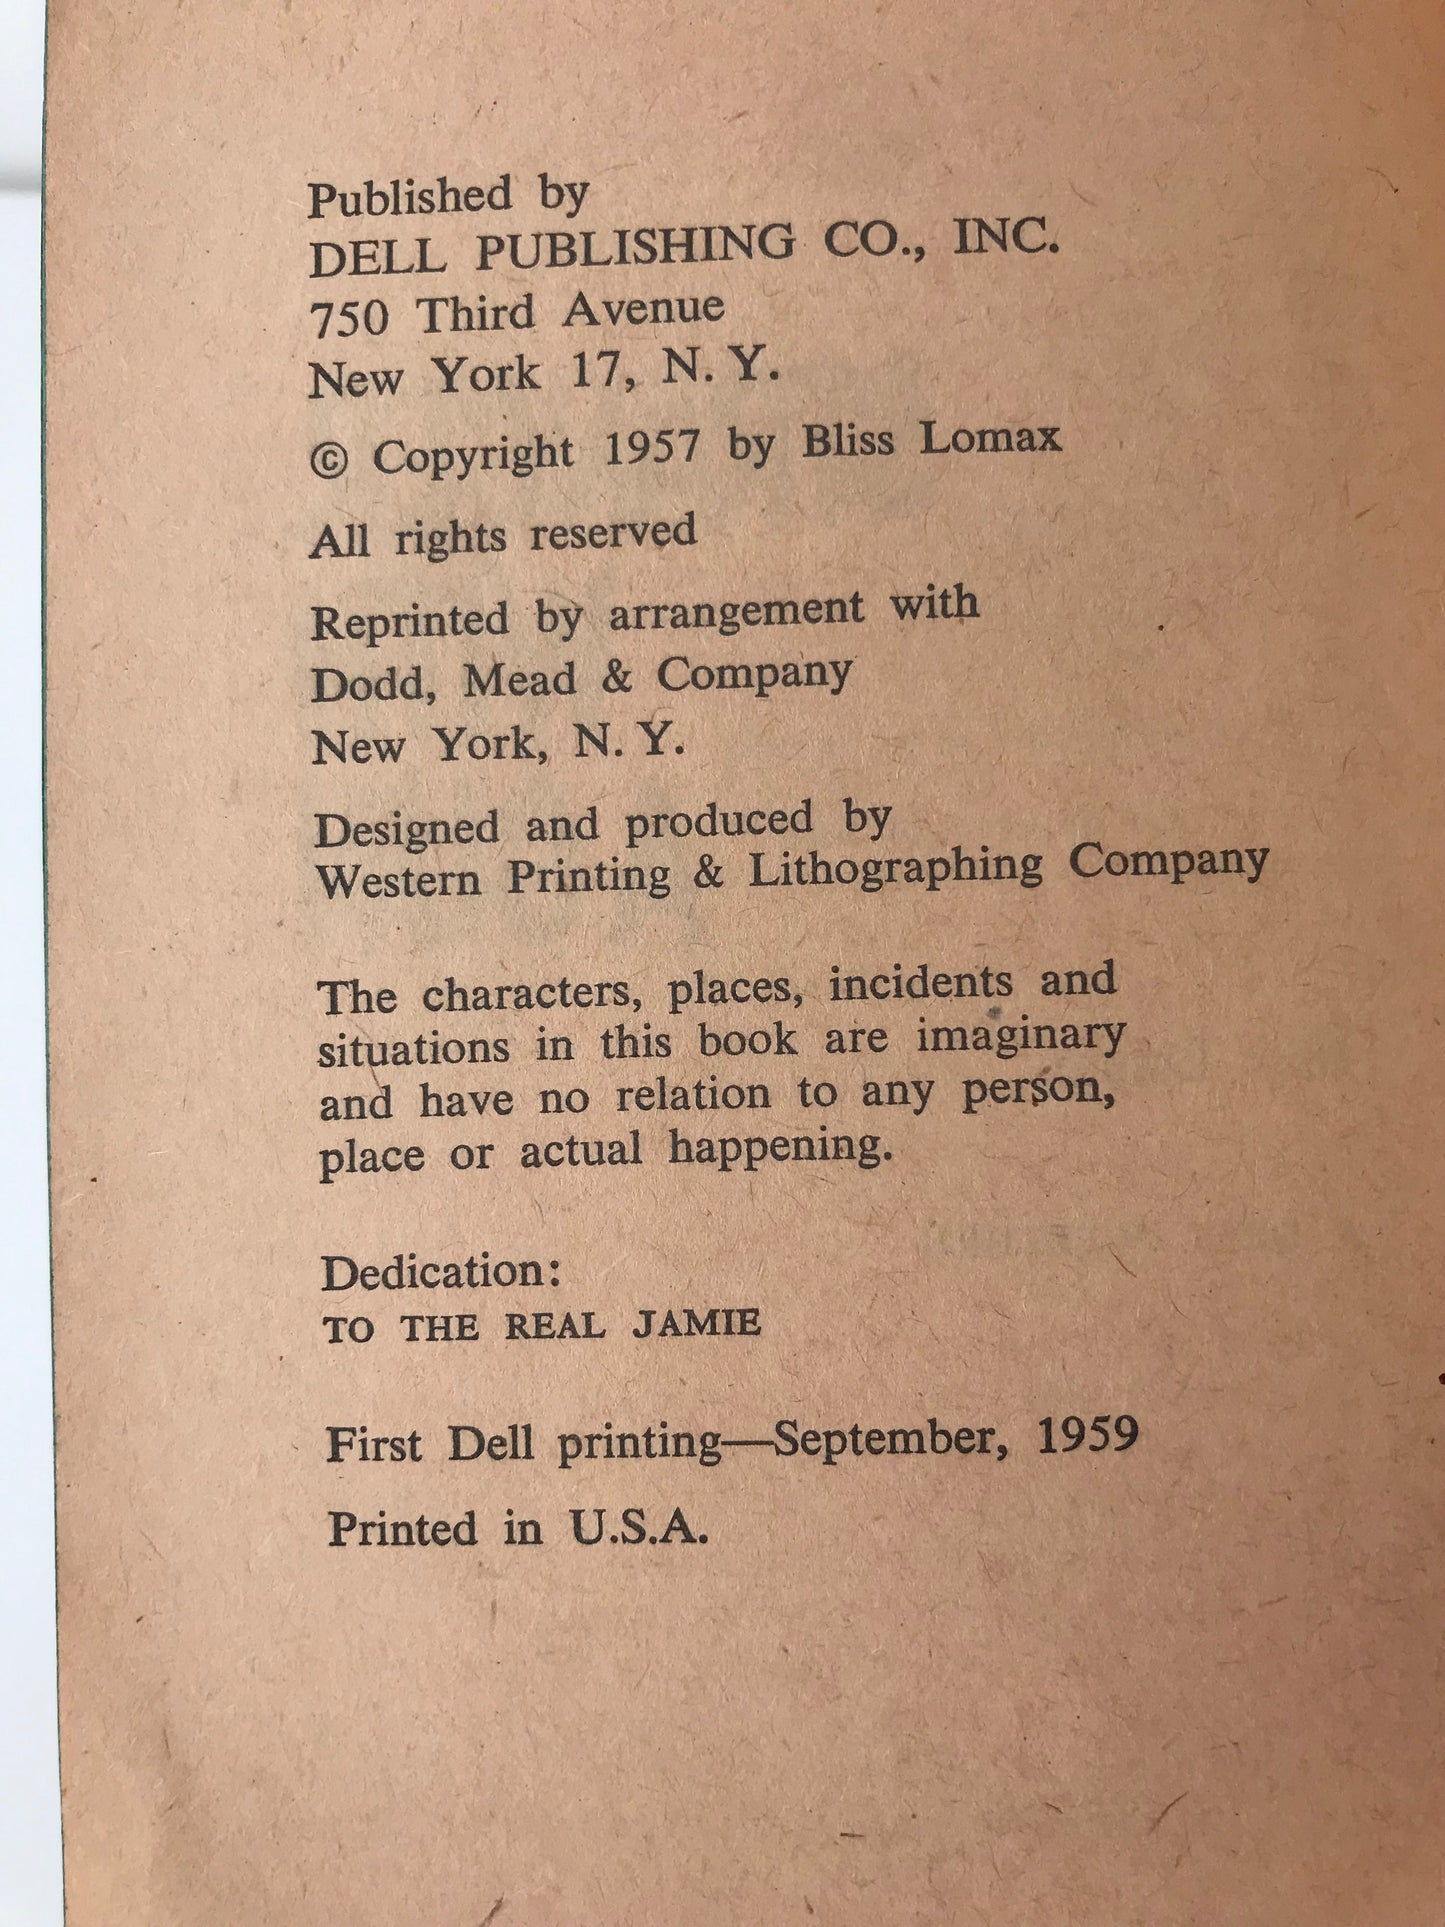 Published by
DELL PUBLISHING CO., INC.
750 Third Avenue
New York 17, N. Y.
© Copyright 1957 by Bliss Lomax
All rights reserved
Reprinted by arrangement with
Dodd, Mead & Company
New York, N. Y.
Designed and produced by
Western Printing & Lithographing Company
The characters, places, incidents and
situations in this book are imaginary
and have no relation to any person,
place or actual happening.
Dedication:
TO THE REAL JAMIE
First Dell printing—September, 1959
Printed in U.S.A.